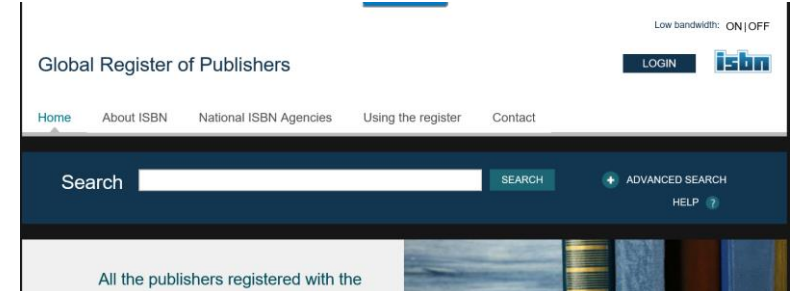 Low bandwidth: ON|OFF
Global Register of Publishers
LOGIN
isbn
Home About ISBN National ISBN Agencies Using the register Contact
Search SEARCH + ADVANCED SEARCH
HELP ?
All the publishers registered with the